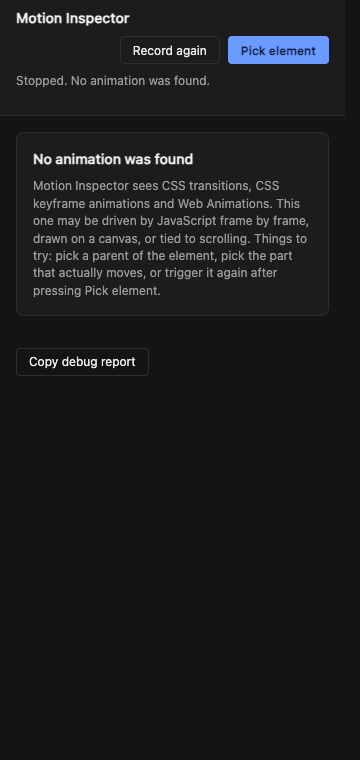 Motion Inspector
Record again
Pick element
Stopped. No animation was found.
No animation was found
Motion Inspector sees CSS transitions, CSS
keyframe animations and Web Animations. This
one may be driven by JavaScript frame by frame,
drawn on a canvas, or tied to scrolling. Things to
try: pick a parent of the element, pick the part
that actually moves, or trigger it again after
pressing Pick element.
Copy debug report